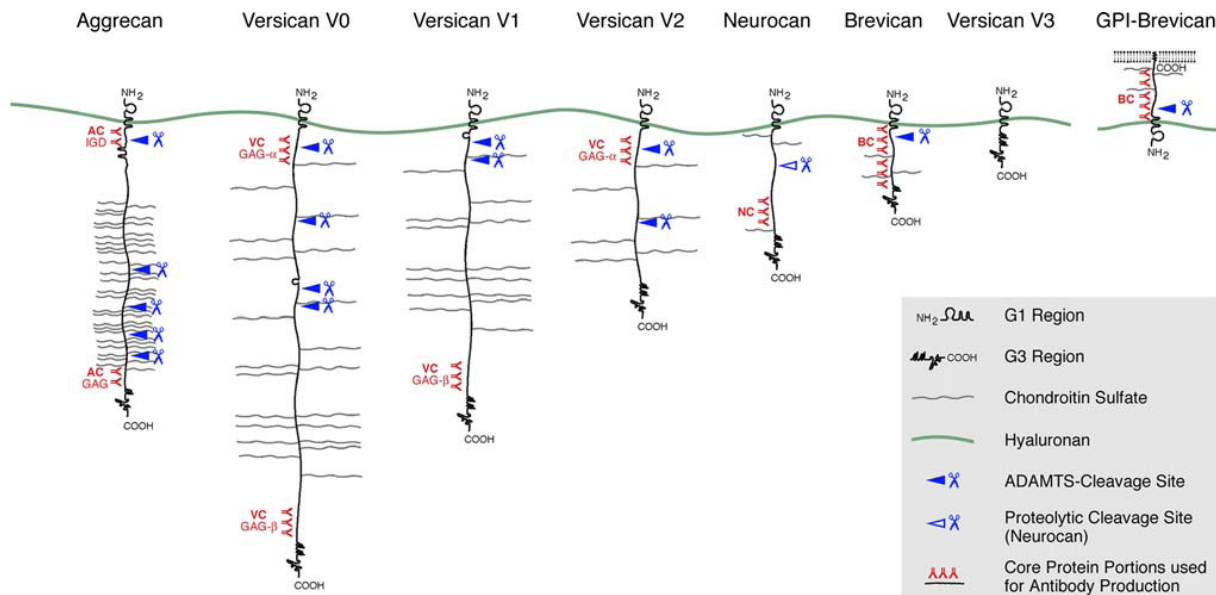 Aggrecan
Versican V0
Versican V1
Versican V2
Neurocan
Brevican
Versican V3
GPI-Brevican
NH2
AC
IGD
AC
GAG
COOH
NH2
VC
GAG-α
VC
GAG-β
COOH
NH2
VC
GAG-β
COOH
NH2
VC
GAG-α
COOH
NH2
NC
COOH
NH2
BC
COOH
NH2
COOH
COOH
BC
NH2
NH2 G1 Region
COOH G3 Region
Chondroitin Sulfate
Hyaluronan
ADAMTS-Cleavage Site
Proteolytic Cleavage Site
(Neurocan)
Core Protein Portions used
for Antibody Production